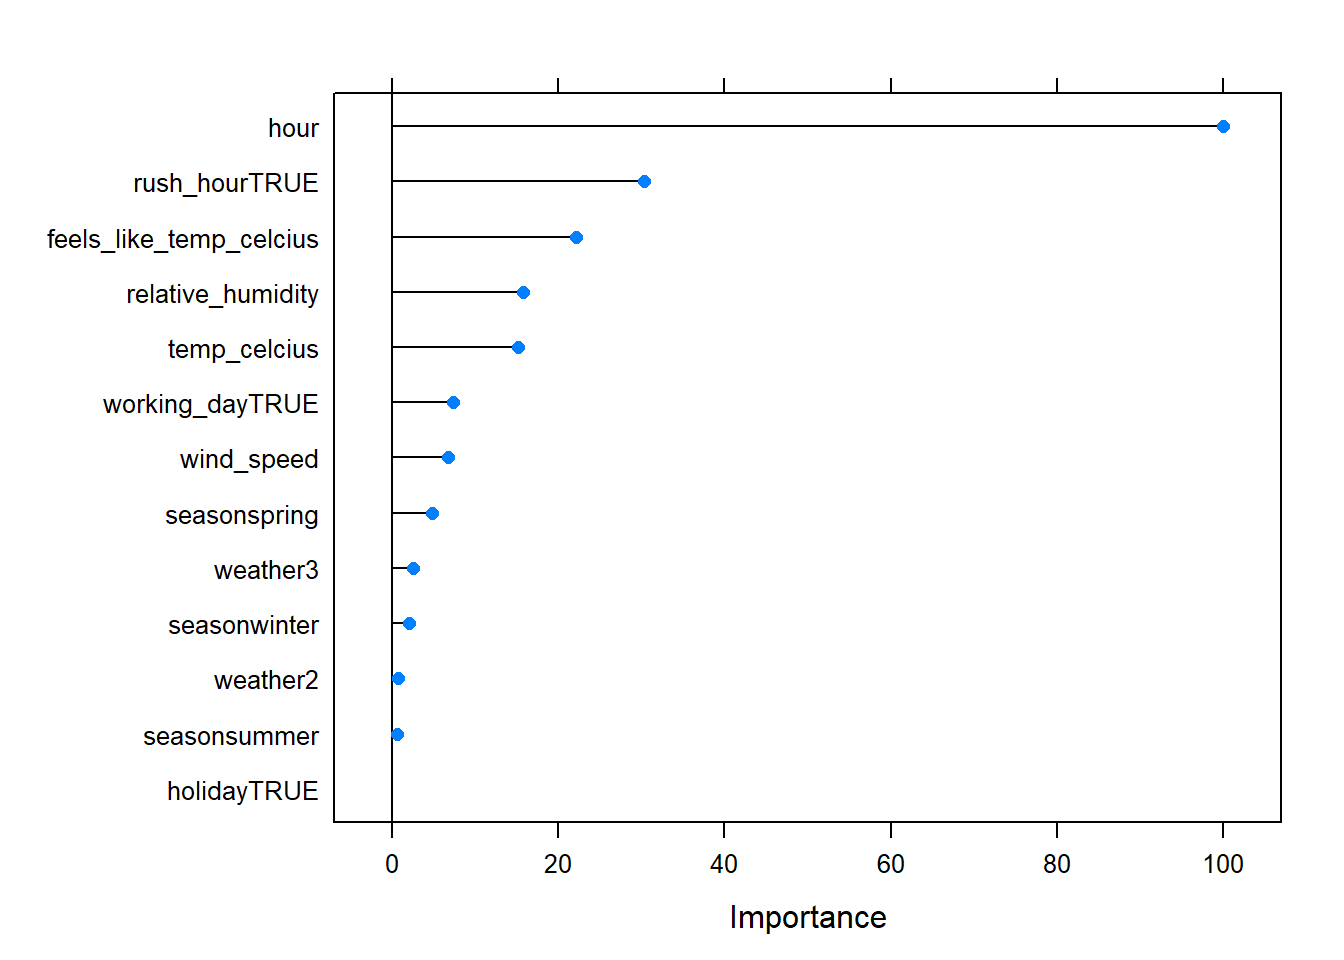 hour
rush_hourTRUE
feels_like_temp_celcius
relative_humidity
temp_celcius
working_dayTRUE
wind_speed
seasonspring
weather3
seasonwinter
weather2
seasonsummer
holidayTRUE
0 20 40 60 80 100
Importance